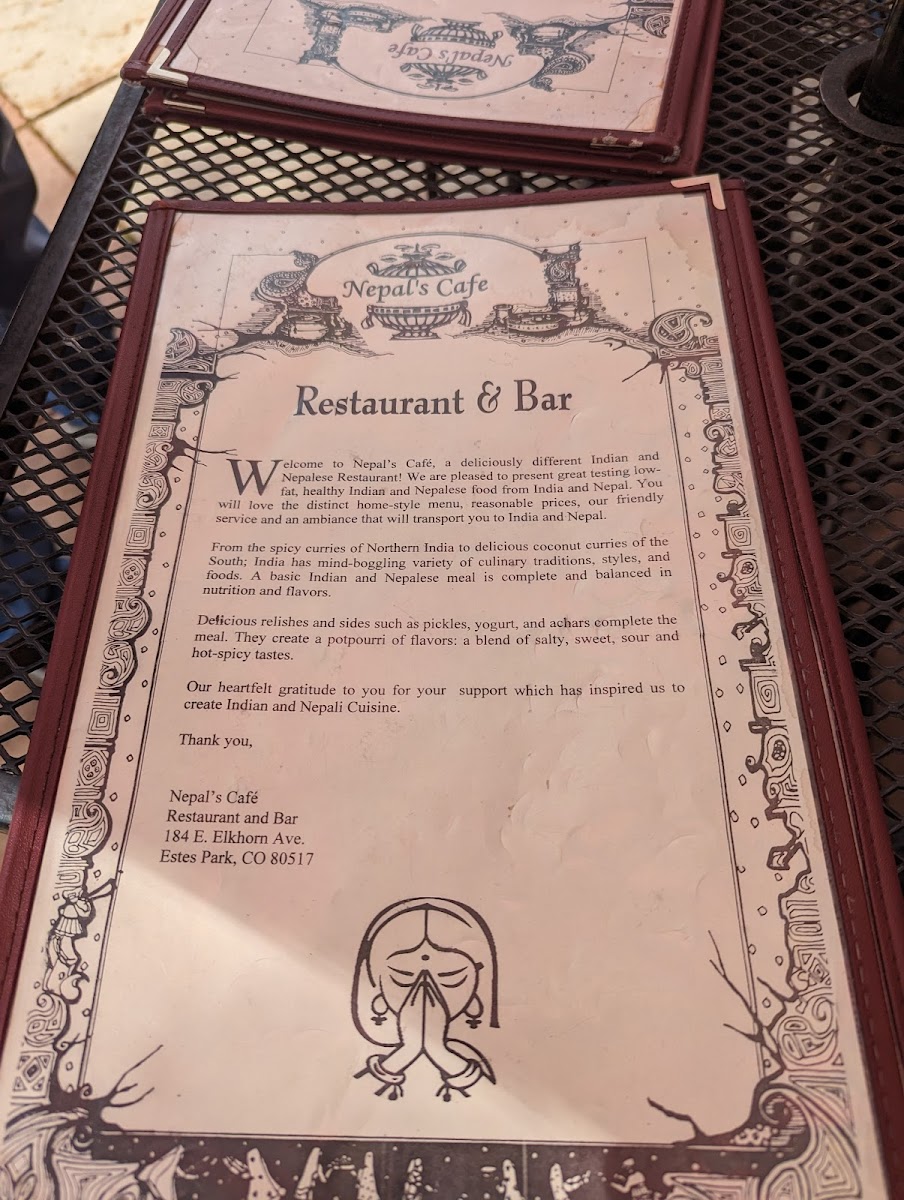 Nepal's Cafe
Nepal's Cafe
Restaurant & Bar
Welcome to Nepal's Café, a deliciously different Indian and
Nepalese Restaurant! We are pleased to present great testing low-
fat, healthy Indian and Nepalese food from India and Nepal. You
will love the distinct home-style menu, reasonable prices, our friendly
service and an ambiance that will transport you to India and Nepal.
From the spicy curries of Northern India to delicious coconut curries of the
South; India has mind-boggling variety of culinary traditions, styles, and
foods. A basic Indian and Nepalese meal is complete and balanced in
nutrition and flavors.
Delicious relishes and sides such as pickles, yogurt, and achars complete the
meal. They create a potpourri of flavors: a blend of salty, sweet, sour and
hot-spicy tastes.
Our heartfelt gratitude to you for your support which has inspired us to
create Indian and Nepali Cuisine.
Thank you,
Nepal's Café
Restaurant and Bar
184 E. Elkhorn Ave.
Estes Park, CO 80517